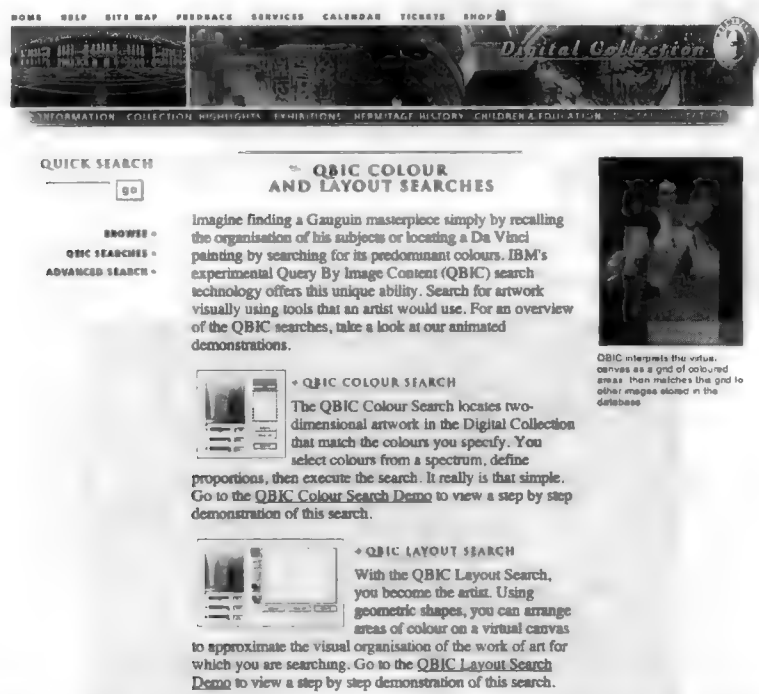 HOME HELP SITE MAP FEEDBACK SERVICES CALENDAR TICKETS SHOP
Digital Collection
INFORMATION COLLECTION HIGHLIGHTS EXHIBITIONS HERMITAGE HISTORY CHILDREN & EDUCATION
QUICK SEARCH
go
BROWSE
QBIC SEARCHES
ADVANCED SEARCH
QBIC COLOUR
AND LAYOUT SEARCHES
Imagine finding a Gauguin masterpiece simply by recalling
the organisation of his subjects or locating a Da Vinci
painting by searching for its predominant colours. IBM's
experimental Query By Image Content (QBIC) search
technology offers this unique ability. Search for artwork
visually using tools that an artist would use. For an overview
of the QBIC searches, take a look at our animated
demonstrations.
QBIC interprets the virtual
canvas as a grid of coloured
areas then matches the grid to
other images stored in the
database
QBIC COLOUR SEARCH
The QBIC Colour Search locates two-
dimensional artwork in the Digital Collection
that match the colours you specify. You
select colours from a spectrum, define
proportions, then execute the search. It really is that simple.
Go to the QBIC Colour Search Demo to view a step by step
demonstration of this search.
QBIC LAYOUT SEARCH
With the QBIC Layout Search,
you become the artist. Using
geometric shapes, you can arrange
areas of colour on a virtual canvas
to approximate the visual organisation of the work of art for
which you are searching. Go to the QBIC Layout Search
Demo to view a step by step demonstration of this search.